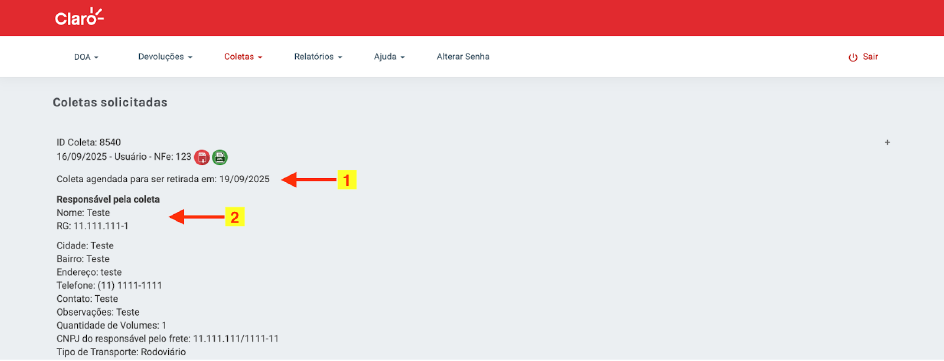 Claro
DOA Devoluções Coletas Relatórios Ajuda Alterar Senha Sair
Coletas solicitadas
ID Coleta: 8540 +
16/09/2025 - Usuário - NFe: 123
Coleta agendada para ser retirada em: 19/09/2025 1
Responsável pela coleta
Nome: Teste 2
RG: 11.111.111-1
Cidade: Teste
Bairro: Teste
Endereço: teste
Telefone: (11) 1111-1111
Contato: Teste
Observações: Teste
Quantidade de Volumes: 1
CNPJ do responsável pelo frete: 11.111.111/1111-11
Tipo de Transporte: Rodoviário